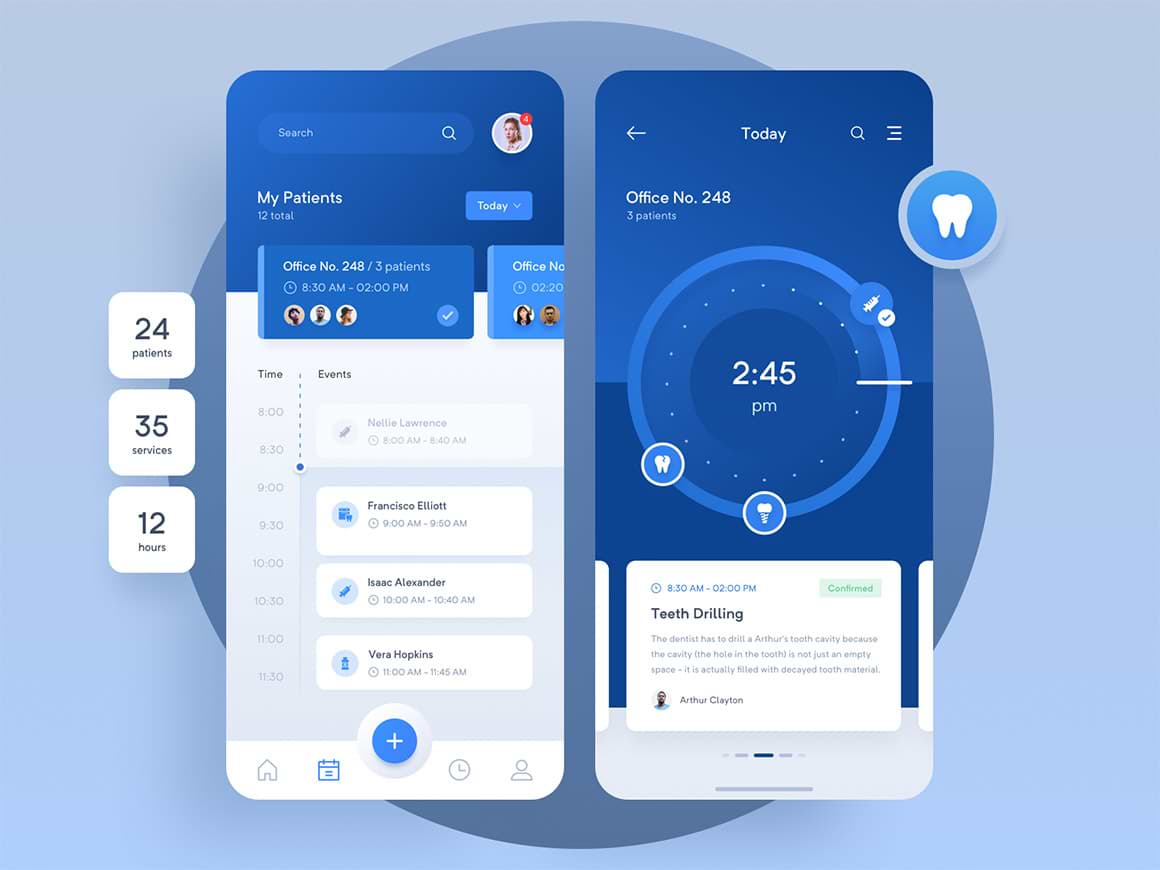 24
patients
35
services
12
hours
Search
4
My Patients
12 total
Today
Office No. 248 / 3 patients
8:30 AM - 02:00 PM
Office No
02:20
Time
Events
8:00
Nellie Lawrence
8:00 AM - 8:40 AM
8:30
9:00
Francisco Elliott
9:00 AM - 9:50 AM
9:30
10:00
Isaac Alexander
10:00 AM - 10:40 AM
10:30
11:00
Vera Hopkins
11:00 AM - 11:45 AM
11:30
Today
Office No. 248
3 patients
2:45
pm
8:30 AM - 02:00 PM
Confirmed
Teeth Drilling
The dentist has to drill a Arthur's tooth cavity because
the cavity (the hole in the tooth) is not just an empty
space - it is actually filled with decayed tooth material.
Arthur Clayton